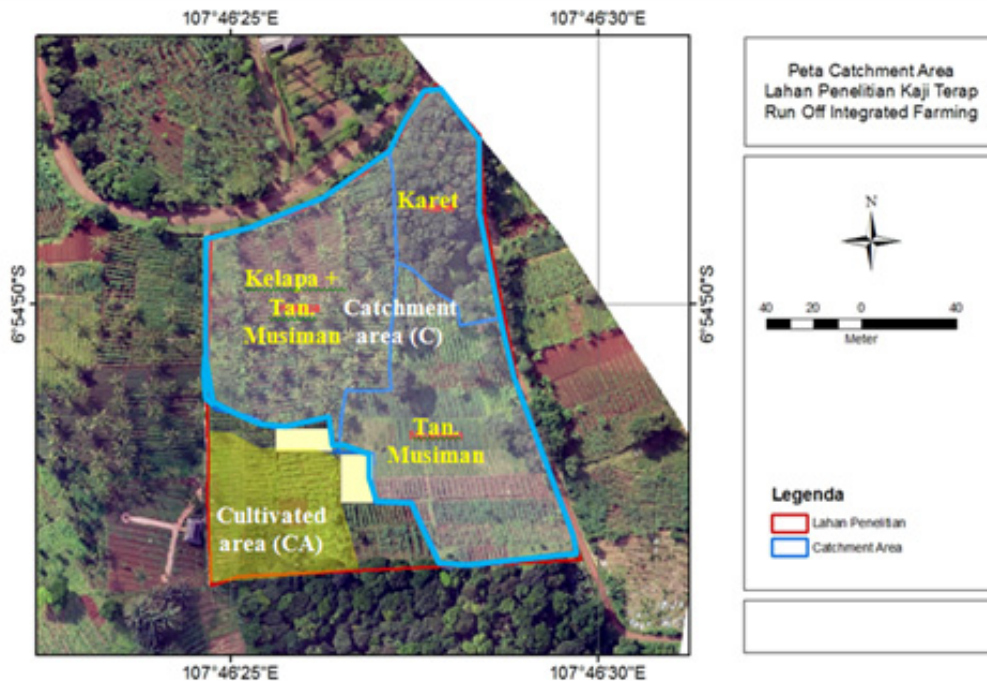 107°46'25"E
107°46'30"E
Peta Catchment Area
Lahan Penelitian Kaji Terap
Run Off Integrated Farming
Karet
N
Kelapa +
Tan.
Musiman
Catchment
area (C)
6°54'50"S
6°54'50"S
40 20 0 40
Meter
Tan.
Musiman
Cultivated
area (CA)
Legenda
Lahan Penelitian
Catchment Area
107°46'25"E
107°46'30"E